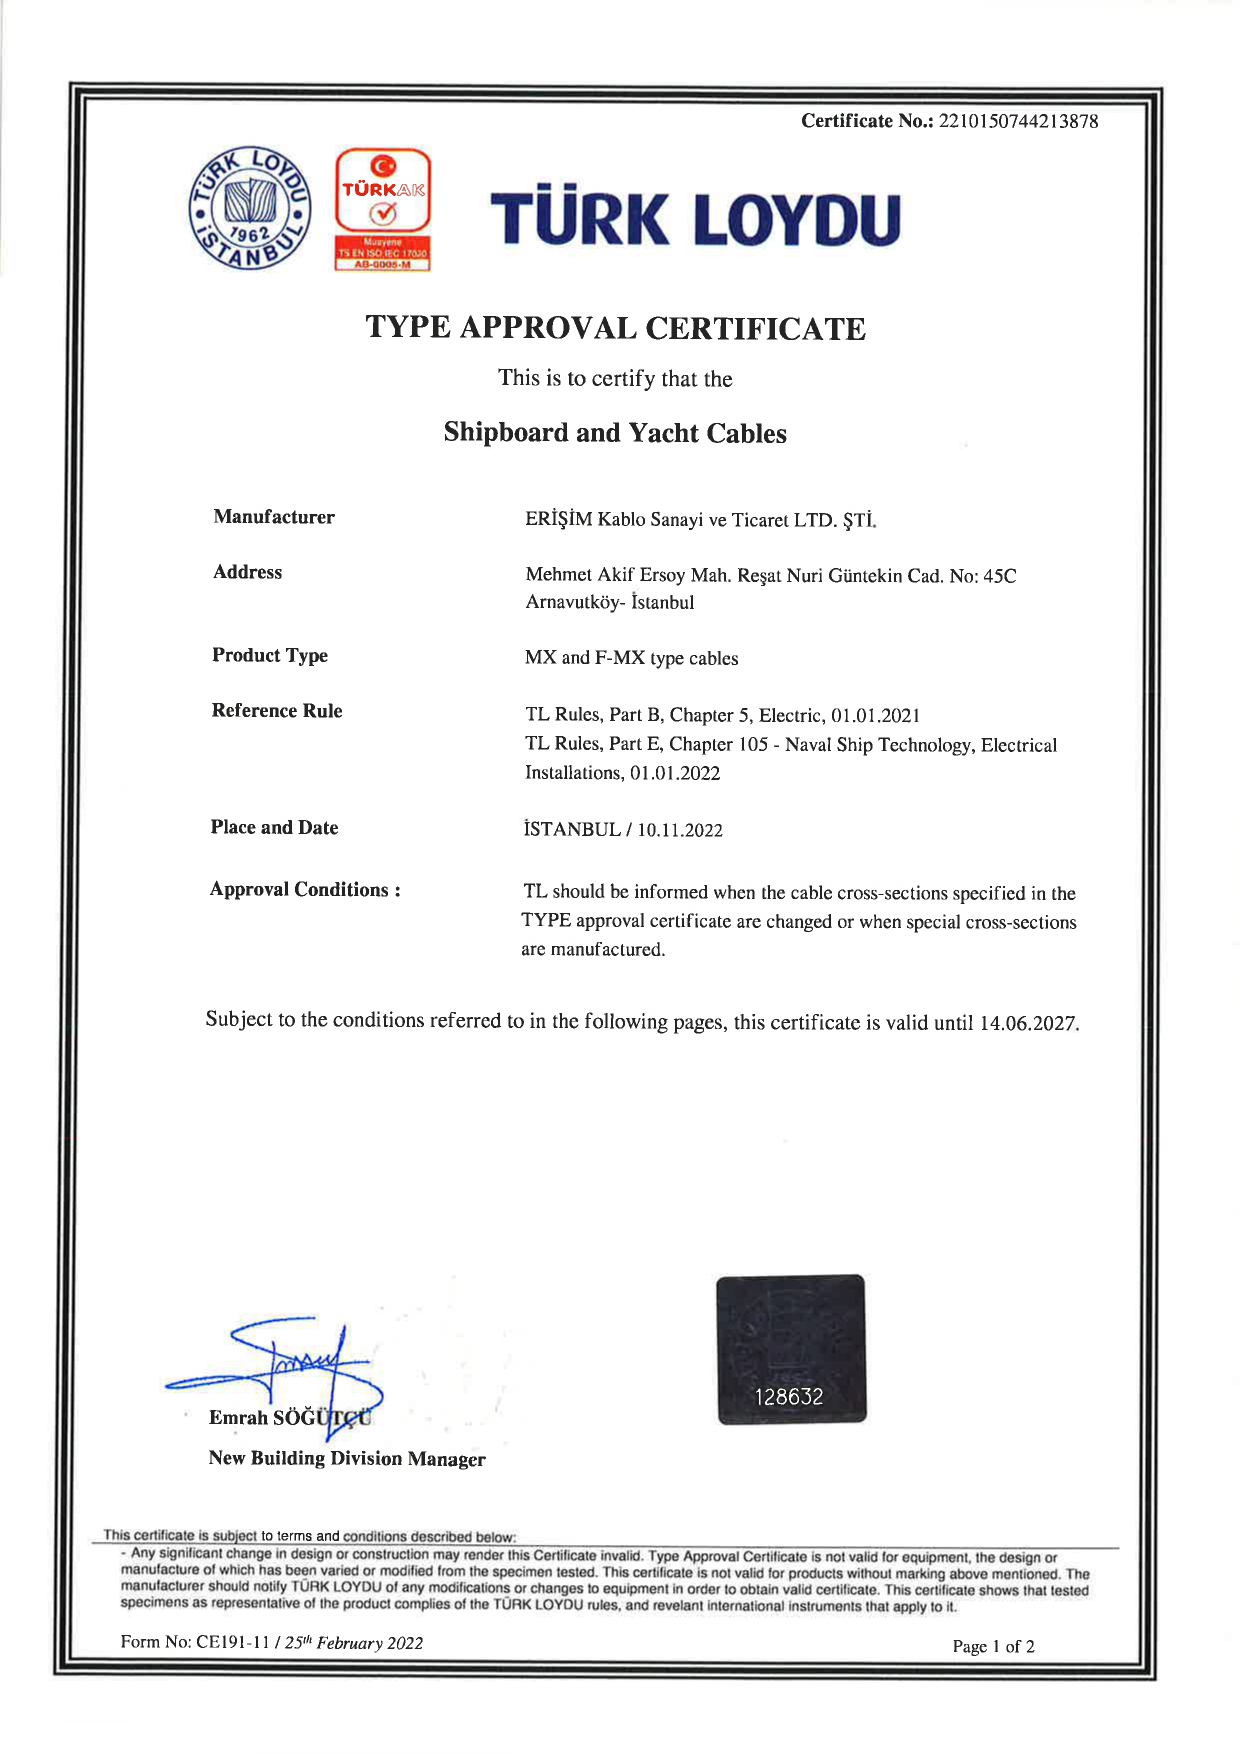 Certificate No.: 2210150744213878
TÜRK LOYDU
1962
İSTANBUL
TÜRKAK
Muayene
TS EN ISO IEC 17020
AB-0005-M
TÜRK LOYDU
TYPE APPROVAL CERTIFICATE
This is to certify that the
Shipboard and Yacht Cables
Manufacturer ERİŞİM Kablo Sanayi ve Ticaret LTD. ŞTİ.
Address Mehmet Akif Ersoy Mah. Reşat Nuri Güntekin Cad. No: 45C
Arnavutköy- İstanbul
Product Type MX and F-MX type cables
Reference Rule TL Rules, Part B, Chapter 5, Electric, 01.01.2021
TL Rules, Part E, Chapter 105 - Naval Ship Technology, Electrical
Installations, 01.01.2022
Place and Date İSTANBUL / 10.11.2022
Approval Conditions : TL should be informed when the cable cross-sections specified in the
TYPE approval certificate are changed or when special cross-sections
are manufactured.
Subject to the conditions referred to in the following pages, this certificate is valid until 14.06.2027.
128632
Emrah SÖĞÜTÇÜ
New Building Division Manager
This certificate is subject to terms and conditions described below:
- Any significant change in design or construction may render this Certificate invalid. Type Approval Certificate is not valid for equipment, the design or
manufacture of which has been varied or modified from the specimen tested. This certificate is not valid for products without marking above mentioned. The
manufacturer should notify TÜRK LOYDU of any modifications or changes to equipment in order to obtain valid certificate. This certificate shows that tested
specimens as representative of the product complies of the TÜRK LOYDU rules, and revelant international instruments that apply to it.
Form No: CE191-11 / 25th February 2022
Page 1 of 2